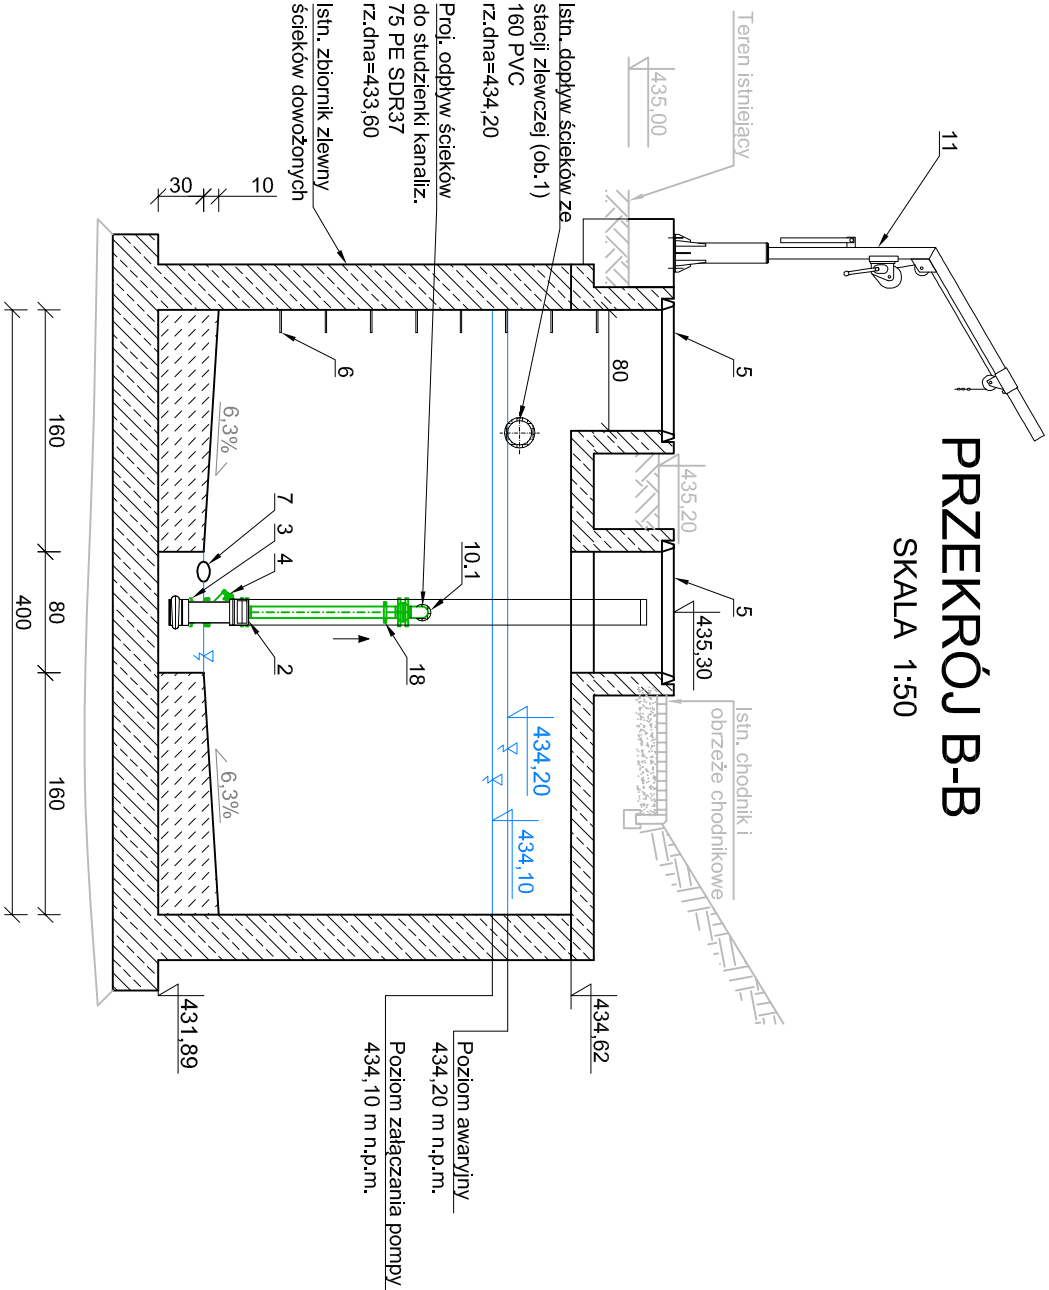 PRZEKRÓJ B-B
SKALA 1:50
11
Teren istniejący
435,00
Istn. dopływ ścieków ze
stacji zlewczej (ob.1)
160 PVC
rz.dna=434,20
Proj. odpływ ścieków
do studzienki kanaliz.
75 PE SDR37
rz.dna=433,60
Istn. zbiornik zlewny
ścieków dowożonych
5
5
80
435,20
435,30
Istn. chodnik i
obrzeże chodnikowe
6
10.1
18
7
3
4
2
6,3%
6,3%
434,20
434,10
434,62
431,89
Poziom awaryjny
434,20 m n.p.m.
Poziom załączania pompy
434,10 m n.p.m.
10
30
160
80
160
400